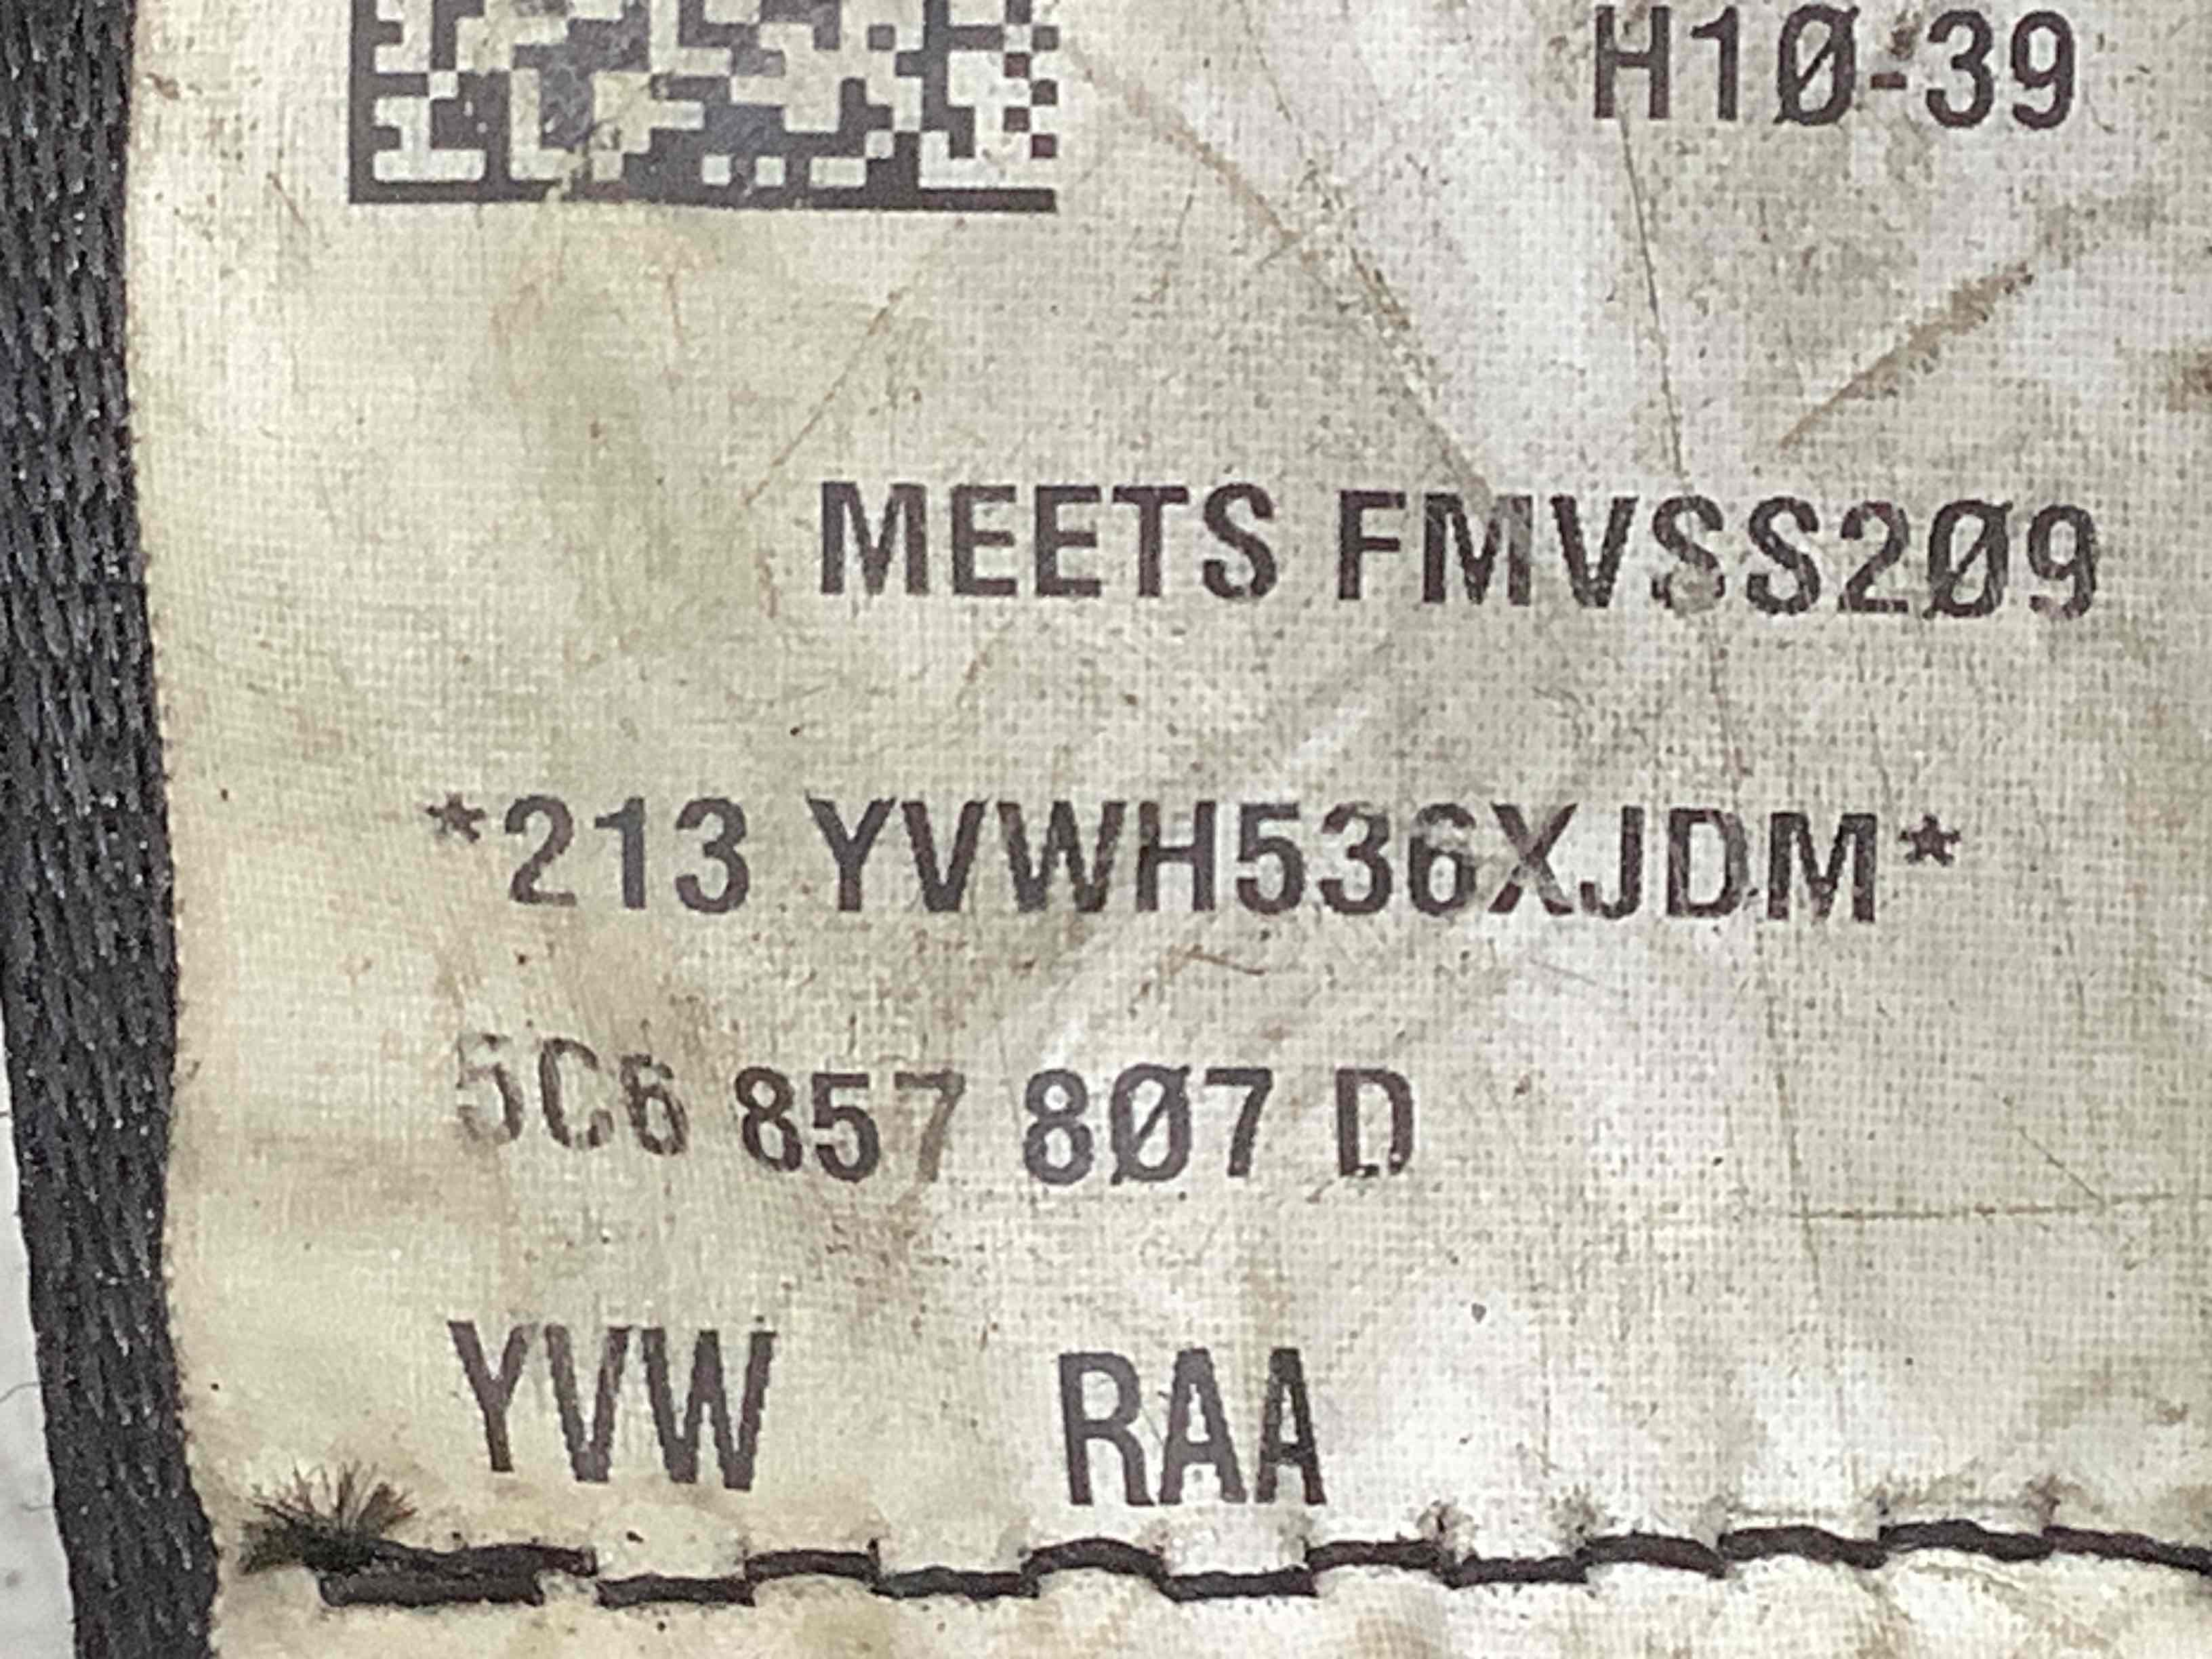 H10-39
MEETS FMVSS209
*213 YVWH536XJDM*
5C6 857 807 D
YVW RAA